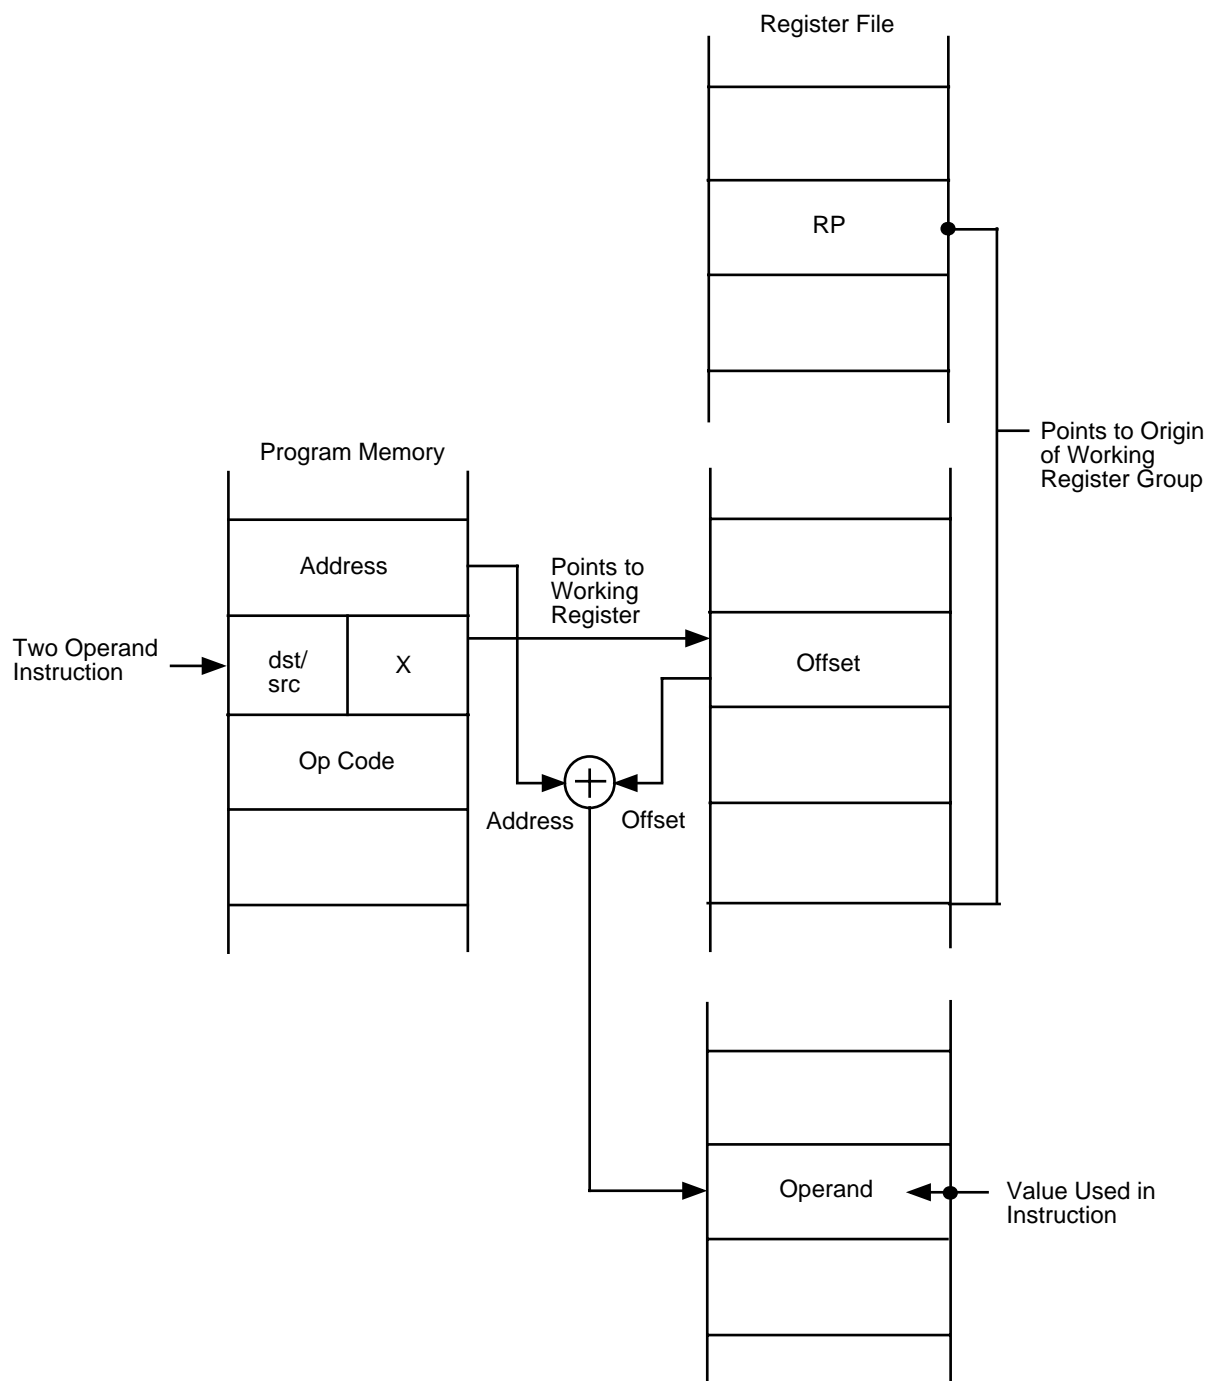 Register File
RP
Points to Origin
of Working
Register Group
Program Memory
Address
Points to
Working
Register
Two Operand
Instruction
dst/
src
X
Offset
Op Code
Address
Offset
Operand
Value Used in
Instruction